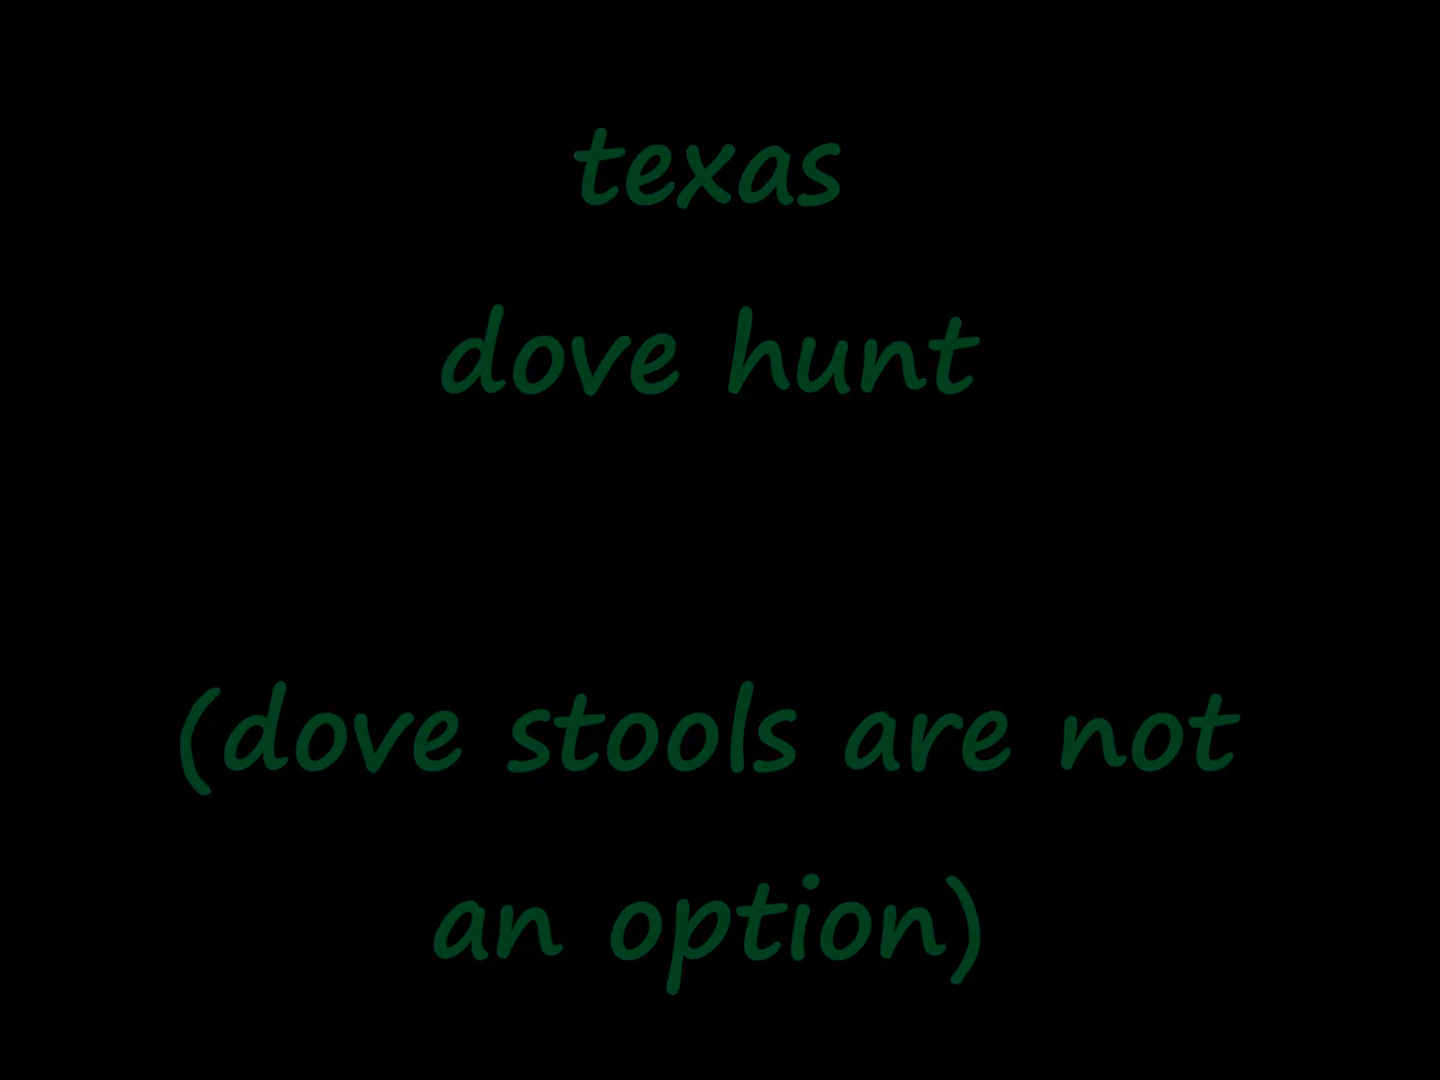 texas
dove hunt
(dove stools are not
an option)